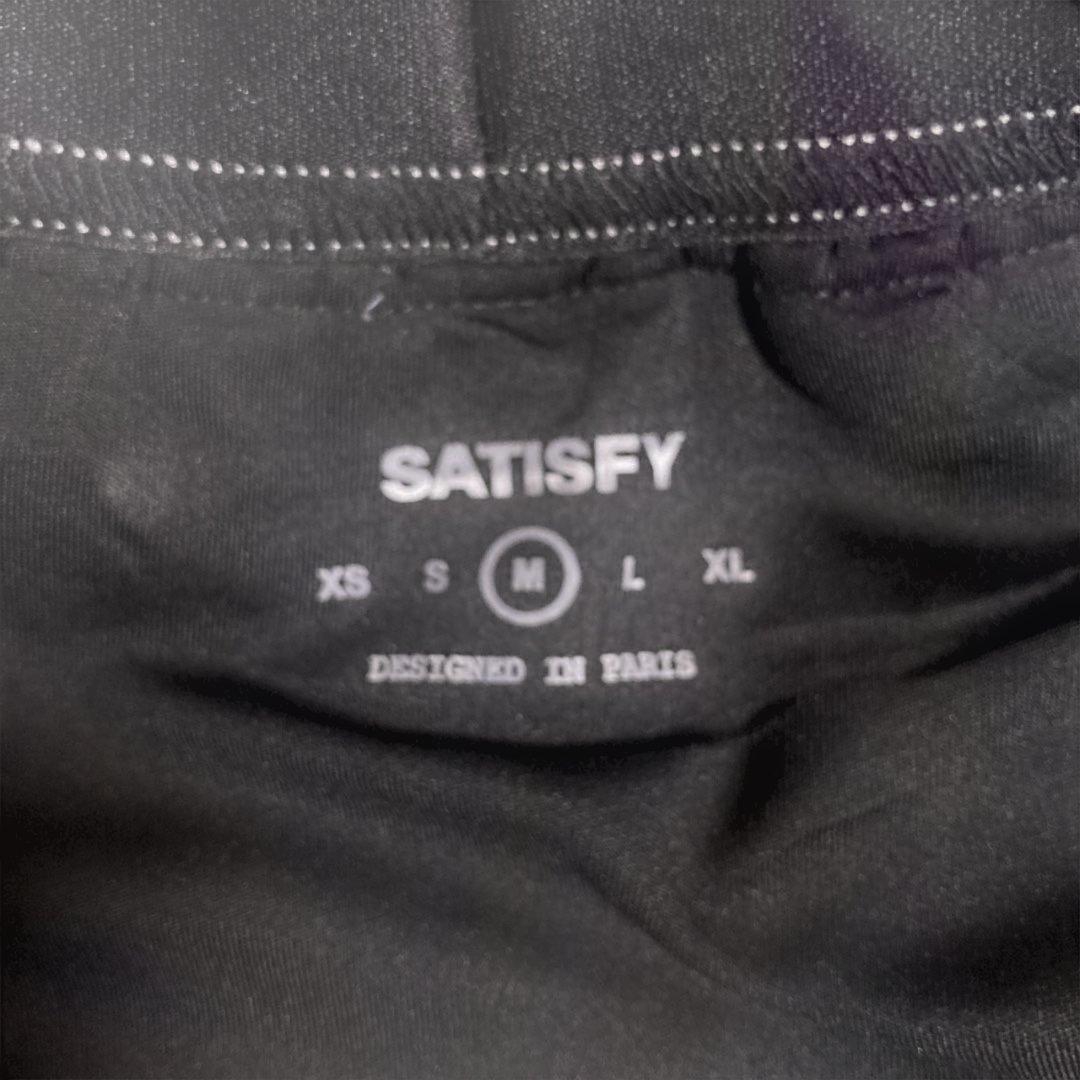 SATISFY
XS S M L XL
DESIGNED IN PARIS